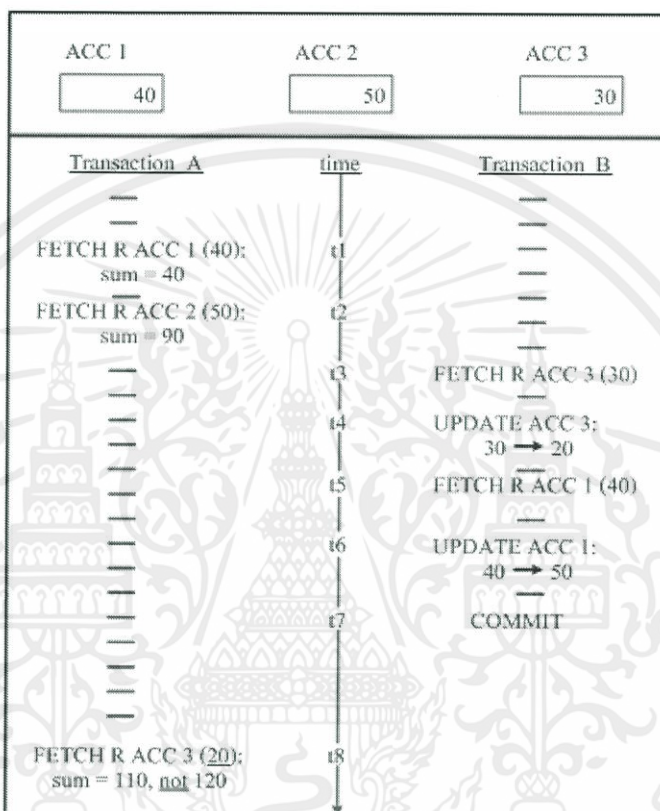 ACC 1 ACC 2 ACC 3
40 50 30
Transaction A time Transaction B
FETCH R ACC 1 (40): t1
sum = 40
FETCH R ACC 2 (50): t2
sum = 90
t3 FETCH R ACC 3 (30)
t4 UPDATE ACC 3:
30 → 20
t5 FETCH R ACC 1 (40)
t6 UPDATE ACC 1:
40 → 50
t7 COMMIT
FETCH R ACC 3 (20): t8
sum = 110, not 120